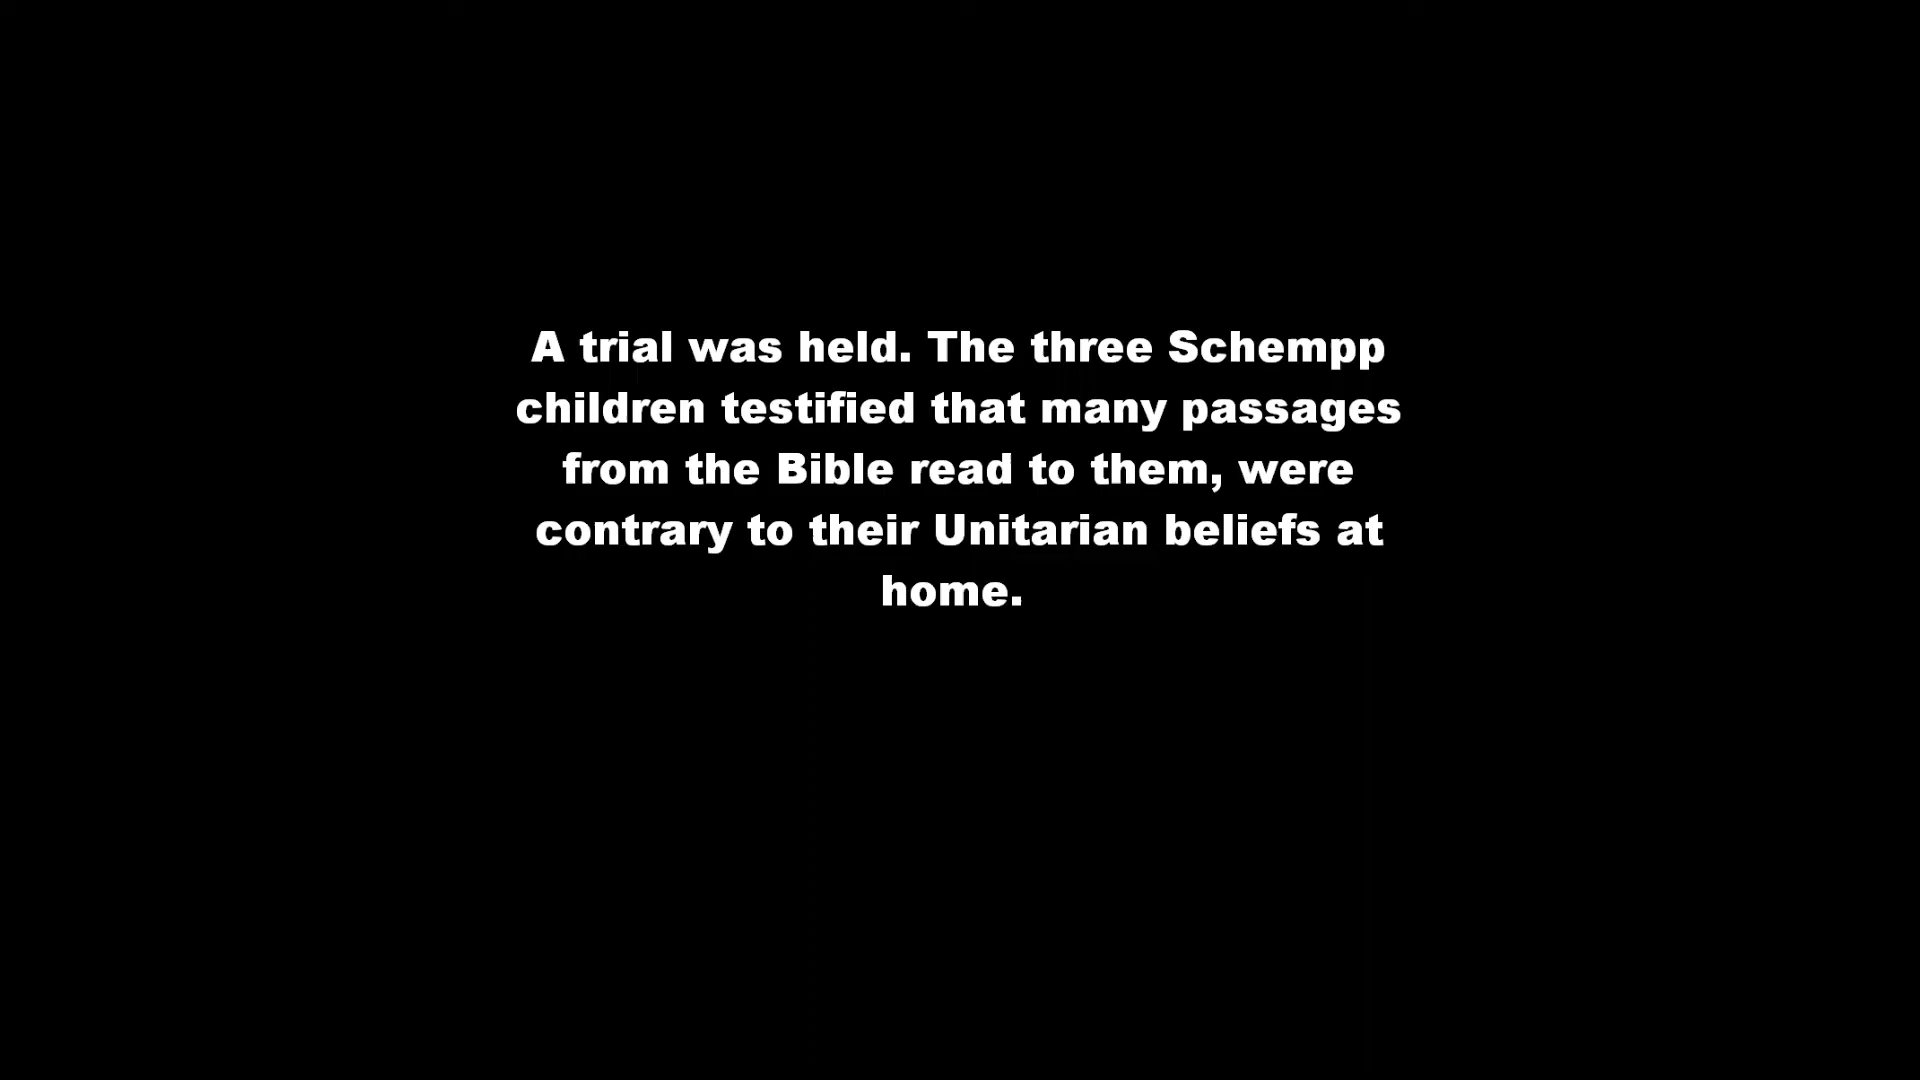 A trial was held. The three Schempp
children testified that many passages
from the Bible read to them, were
contrary to their Unitarian beliefs at
home.